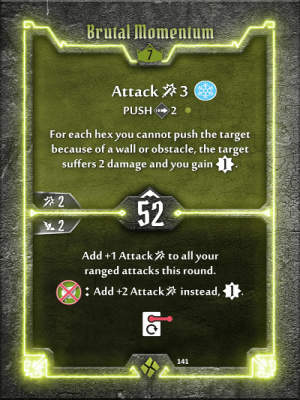 Brutal Momentum
7
Attack 3
PUSH 2
For each hex you cannot push the target
because of a wall or obstacle, the target
suffers 2 damage and you gain 1.
2
52
2
Add +1 Attack to all your
ranged attacks this round.
: Add +2 Attack instead, 1.
141